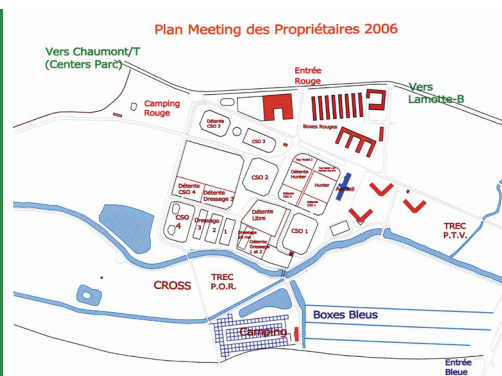 Plan Meeting des Propriétaires 2006
Vers Chaumont/T
(Centers Parc)
Entrée
Rouge
Vers
Lamotte-B
Camping
Rouge
Détente
CSO 3
CSO 3
Boxes Rouges
Détente
CSO 4
Détente
Dressage 3
CSO 2
Détente
Hunter
Hunter
Accueil
CSO
4
Dressage
3
2
1
Détente
Libre
CSO 1
Détente
Dressage
1 et 2
TREC
P.T.V.
CROSS
TREC
P.O.R.
Camping
Boxes Bleus
Entrée
Bleue